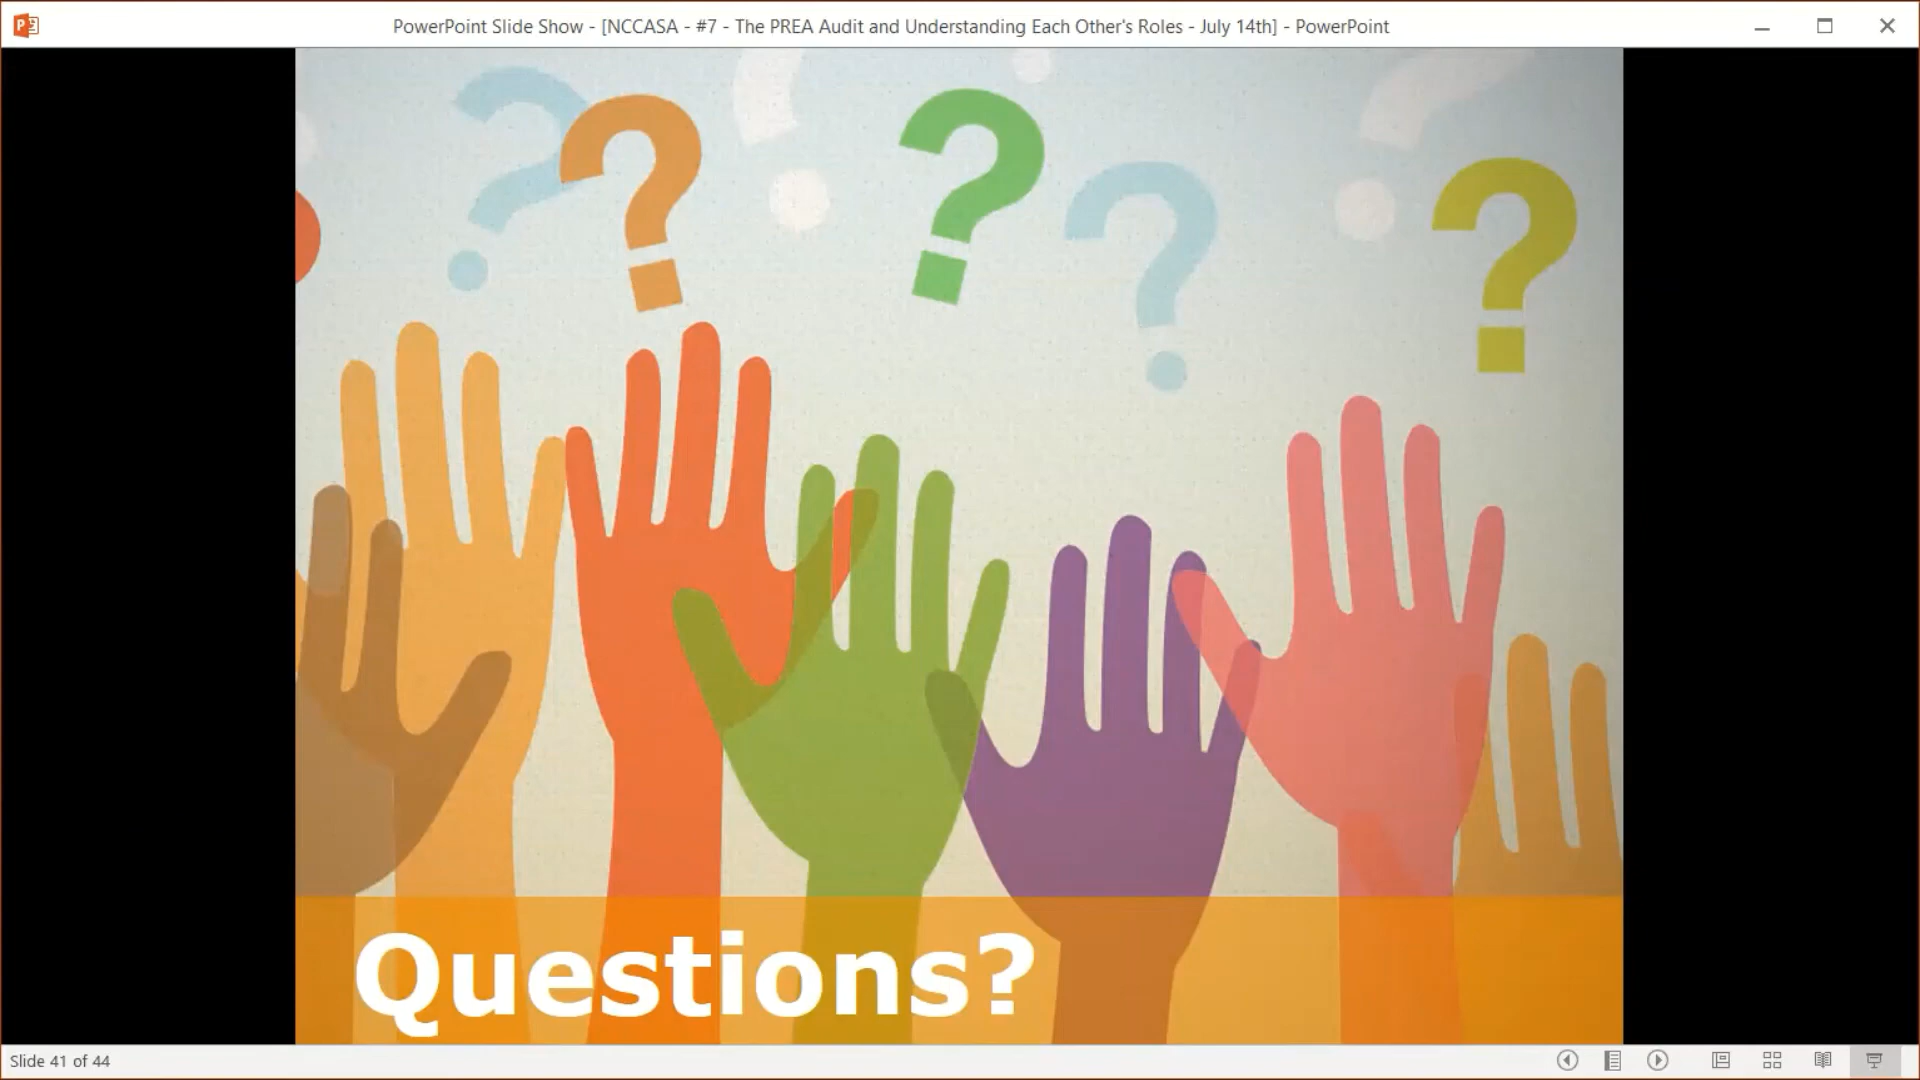 PowerPoint Slide Show - [NCCASA - #7 - The PREA Audit and Understanding Each Other's Roles - July 14th] - PowerPoint
? ? ? ? ?
Questions?
Slide 41 of 44